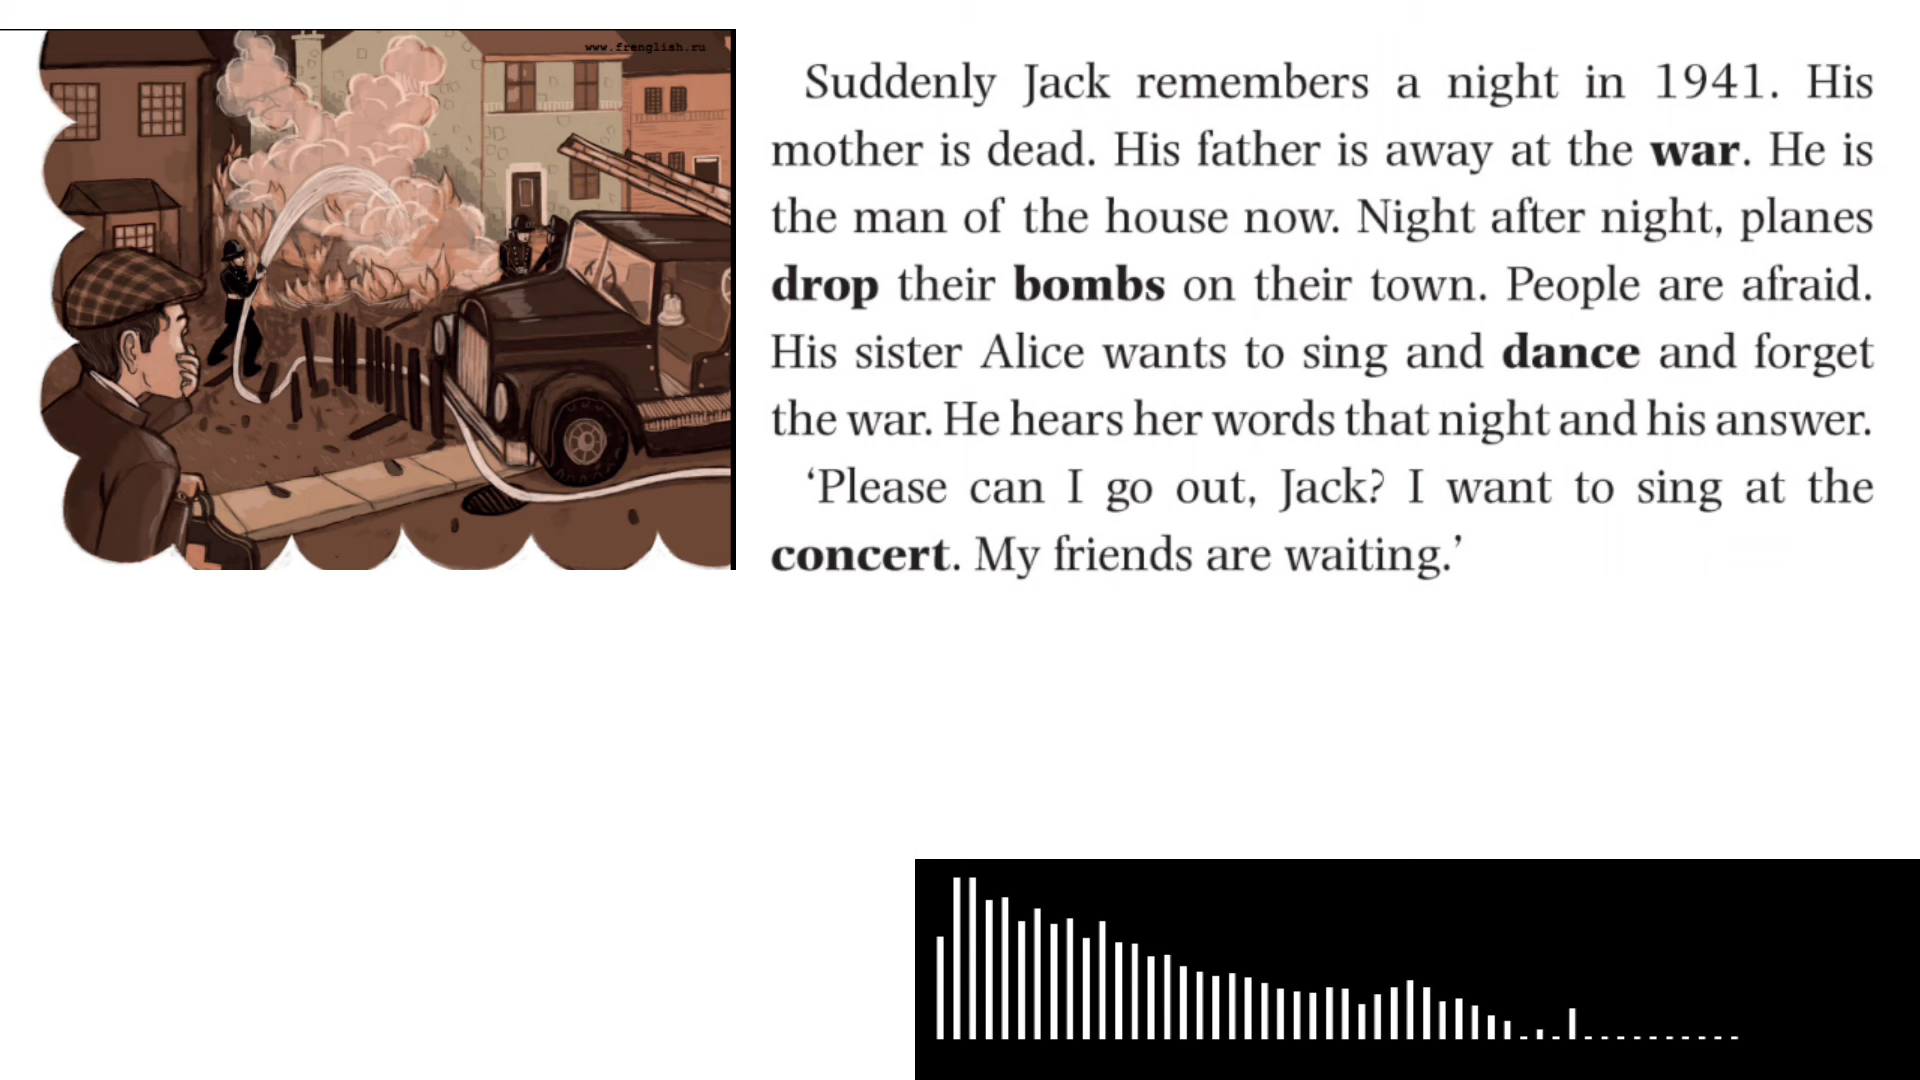 www.frenglish.ru
Suddenly Jack remembers a night in 1941. His
mother is dead. His father is away at the war. He is
the man of the house now. Night after night, planes
drop their bombs on their town. People are afraid.
His sister Alice wants to sing and dance and forget
the war. He hears her words that night and his answer.
‘Please can I go out, Jack? I want to sing at the
concert. My friends are waiting.’